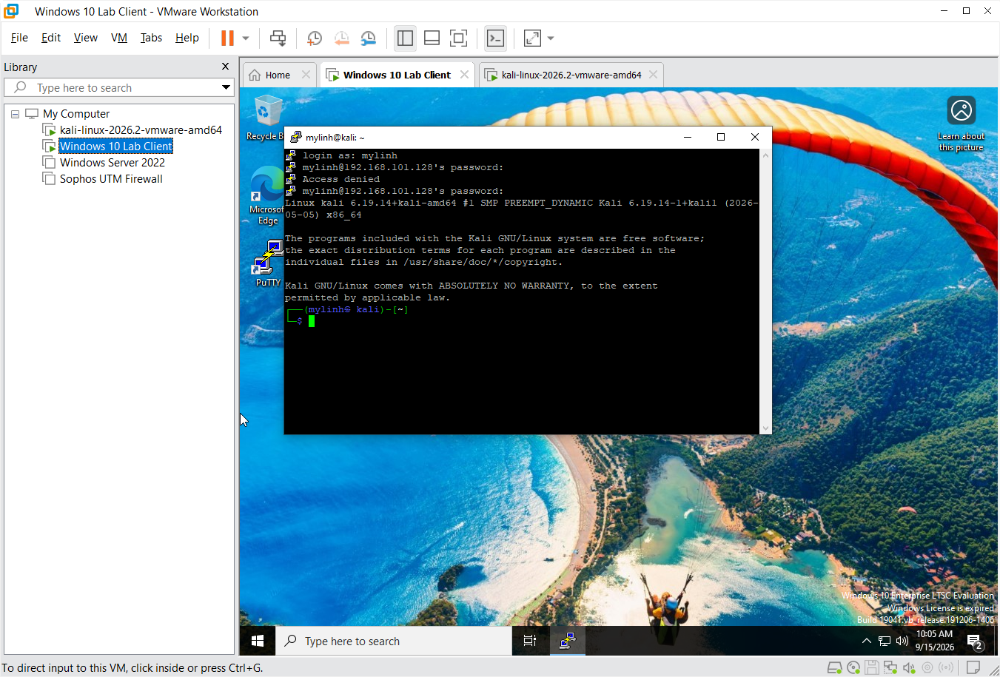 Windows 10 Lab Client - VMware Workstation
File Edit View VM Tabs Help
Library
Type here to search
My Computer
kali-linux-2026.2-vmware-amd64
Windows 10 Lab Client
Windows Server 2022
Sophos UTM Firewall
Home
Windows 10 Lab Client
kali-linux-2026.2-vmware-amd64
Recycle B
Microsof
Edge
PuTTY
Learn about
this picture
mylinh@kali: ~
login as: mylinh
mylinh@192.168.101.128's password:
Access denied
mylinh@192.168.101.128's password:
Linux kali 6.19.14+kali-amd64 #1 SMP PREEMPT_DYNAMIC Kali 6.19.14-1+kali1 (2026-
05-05) x86_64
The programs included with the Kali GNU/Linux system are free software;
the exact distribution terms for each program are described in the
individual files in /usr/share/doc/*/copyright.
Kali GNU/Linux comes with ABSOLUTELY NO WARRANTY, to the extent
permitted by applicable law.
┌──(mylinh㉿ kali)-[~]
└─$
Windows 10 Enterprise LTSC Evaluation
Windows License is expired
Build 19041.vb_release.191206-1406
Type here to search
10:05 AM
9/15/2026
2
To direct input to this VM, click inside or press Ctrl+G.